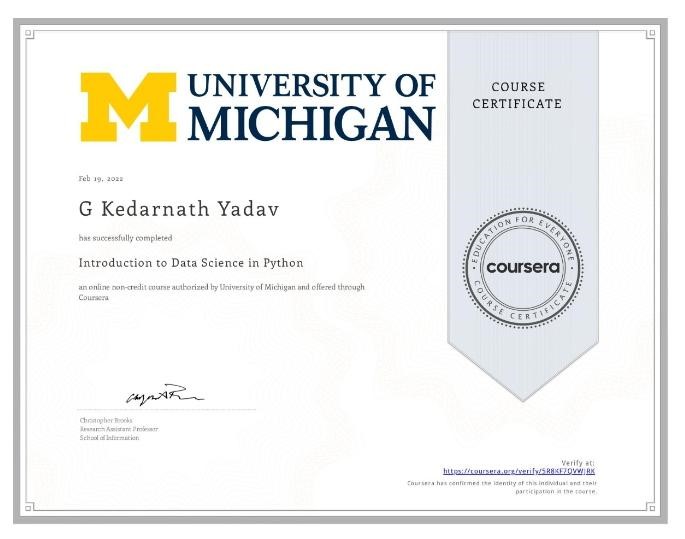 UNIVERSITY OF
MICHIGAN
COURSE
CERTIFICATE
Feb 19, 2022
G Kedarnath Yadav
has successfully completed
Introduction to Data Science in Python
an online non-credit course authorized by University of Michigan and offered through
Coursera
EDUCATION FOR EVERYONE
coursera
COURSE CERTIFICATE
Christopher Brooks
Research Assistant Professor
School of Information
Verify at:
https://coursera.org/verify/5R8KF7QVWJRK
Coursera has confirmed the identity of this individual and their
participation in the course.